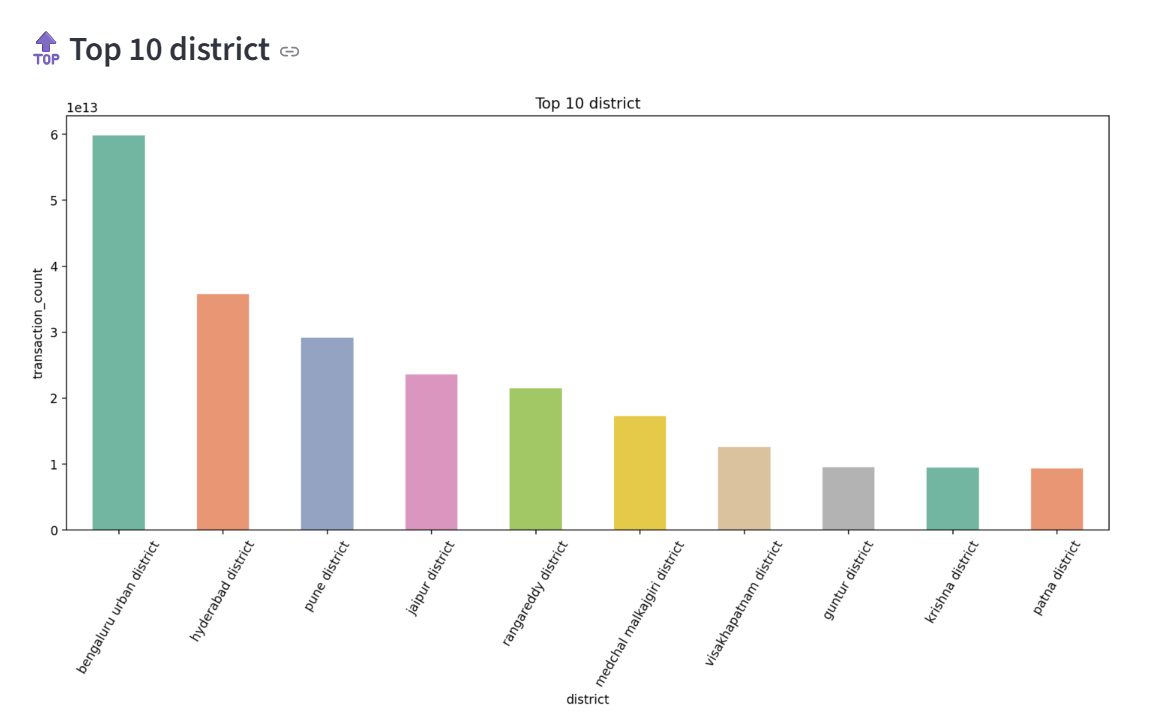 TOP Top 10 district
Top 10 district
1e13
6
5
4
3
2
1
0
transaction_count
bengaluru urban district
hyderabad district
pune district
jaipur district
rangareddy district
medchal malkajgiri district
visakhapatnam district
guntur district
krishna district
patna district
district